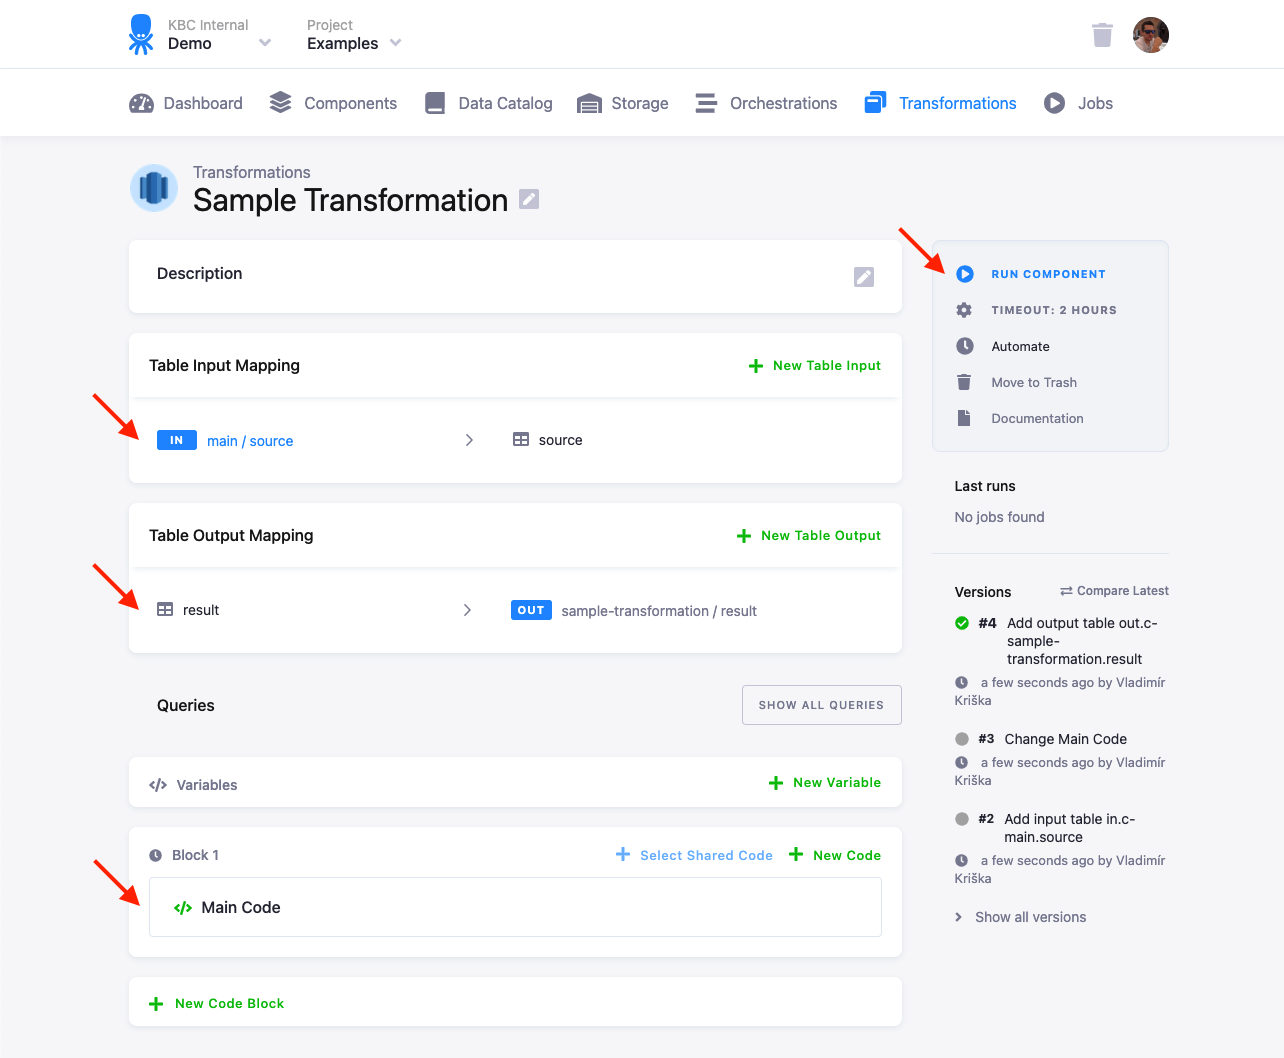 KBC Internal
Demo
Project
Examples
Dashboard
Components
Data Catalog
Storage
Orchestrations
Transformations
Jobs
Transformations
Sample Transformation
Description
Table Input Mapping
New Table Input
IN main / source
source
Table Output Mapping
New Table Output
result
OUT sample-transformation / result
Queries
SHOW ALL QUERIES
</> Variables
New Variable
Block 1
Select Shared Code
New Code
</> Main Code
New Code Block
RUN COMPONENT
TIMEOUT: 2 HOURS
Automate
Move to Trash
Documentation
Last runs
No jobs found
Versions
Compare Latest
#4 Add output table out.c-
sample-
transformation.result
a few seconds ago by Vladimír
Kriška
#3 Change Main Code
a few seconds ago by Vladimír
Kriška
#2 Add input table in.c-
main.source
a few seconds ago by Vladimír
Kriška
Show all versions